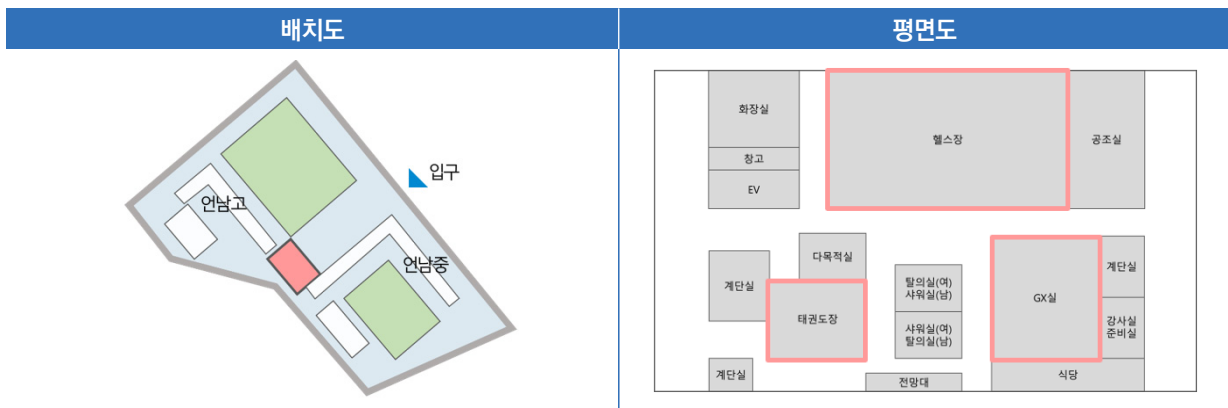 배치도
평면도
입구
언남고
언남중
화장실
창고
EV
헬스장
공조실
계단실
다목적실
태권도장
탈의실(여)
샤워실(남)
샤워실(여)
탈의실(남)
GX실
계단실
강사실
준비실
계단실
전망대
식당